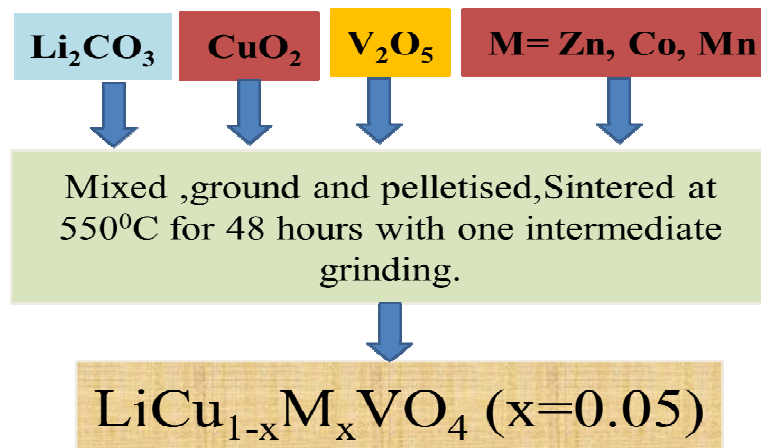 Li₂CO₃ CuO₂ V₂O₅ M= Zn, Co, Mn
Mixed ,ground and pelletised,Sintered at
550⁰C for 48 hours with one intermediate
grinding.
LiCu₁₋ₓMₓVO₄ (x=0.05)